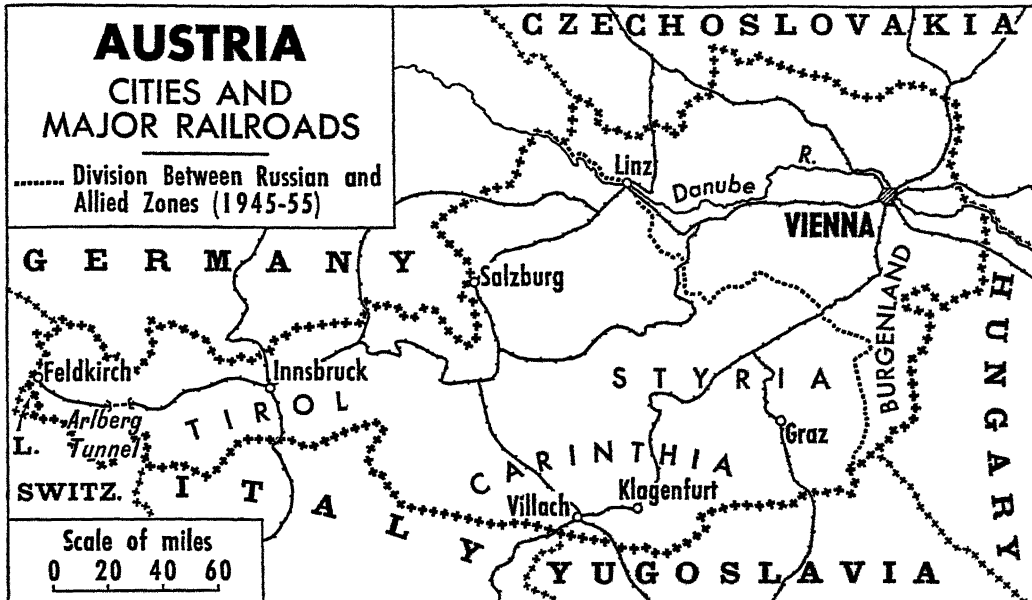 AUSTRIA
CITIES AND
MAJOR RAILROADS
........ Division Between Russian and
Allied Zones (1945-55)
CZECHOSLOVAKIA
Linz
R.
Danube
VIENNA
GERMANY
Salzburg
BURGENLAND
HUNGARY
Feldkirch
Innsbruck
STYRIA
TIROL
Arlberg
Tunnel
L.
Graz
CARINTHIA
SWITZ.
ITALY
Villach
Klagenfurt
YUGOSLAVIA
Scale of miles
0 20 40 60